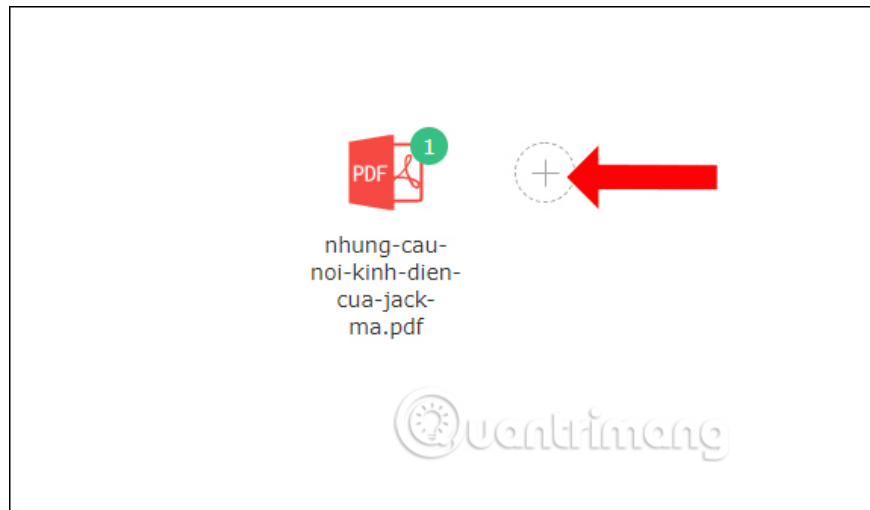 PDF
1
nhung-cau-
noi-kinh-dien-
cua-jack-
ma.pdf
Quantrimang